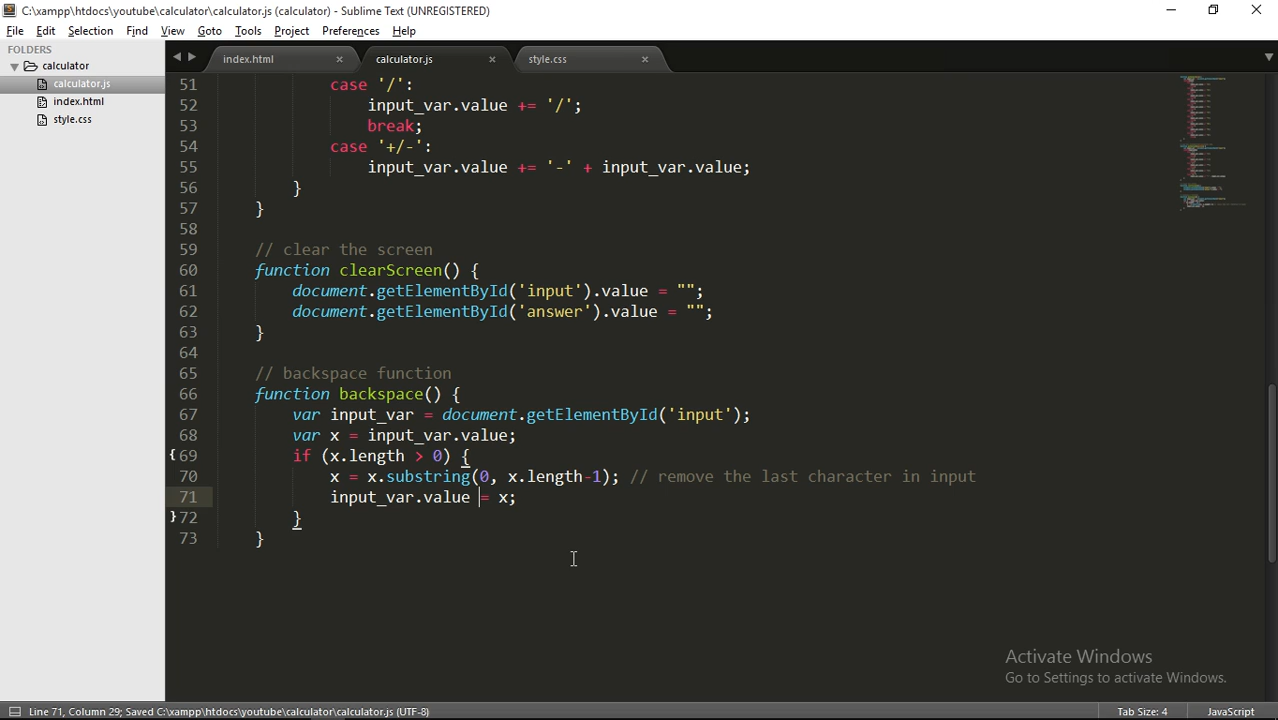 C:\xampp\htdocs\youtube\calculator\calculator.js (calculator) - Sublime Text (UNREGISTERED)
File Edit Selection Find View Goto Tools Project Preferences Help
FOLDERS
calculator
calculator.js
index.html
style.css
index.html calculator.js style.css
51 case '/':
52 input_var.value += '/';
53 break;
54 case '+/-':
55 input_var.value += '-' + input_var.value;
56 }
57 }
58
59 // clear the screen
60 function clearScreen() {
61 document.getElementById('input').value = "";
62 document.getElementById('answer').value = "";
63 }
64
65 // backspace function
66 function backspace() {
67 var input_var = document.getElementById('input');
68 var x = input_var.value;
{69 if (x.length > 0) {
70 x = x.substring(0, x.length-1); // remove the last character in input
71 input_var.value = x;
}72 }
73 }
Activate Windows
Go to Settings to activate Windows.
Line 71, Column 29; Saved C:\xampp\htdocs\youtube\calculator\calculator.js (UTF-8) Tab Size: 4 JavaScript